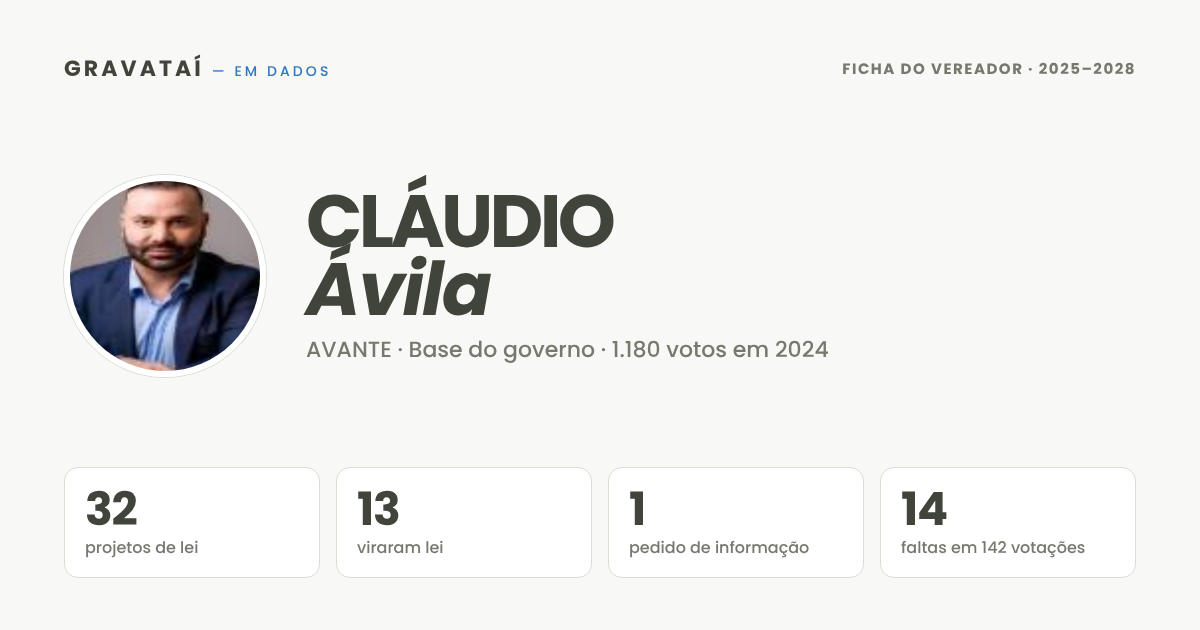 GRAVATAÍ — EM DADOS
FICHA DO VEREADOR · 2025–2028
CLÁUDIO
Ávila
AVANTE · Base do governo · 1.180 votos em 2024
32
projetos de lei
13
viraram lei
1
pedido de informação
14
faltas em 142 votações